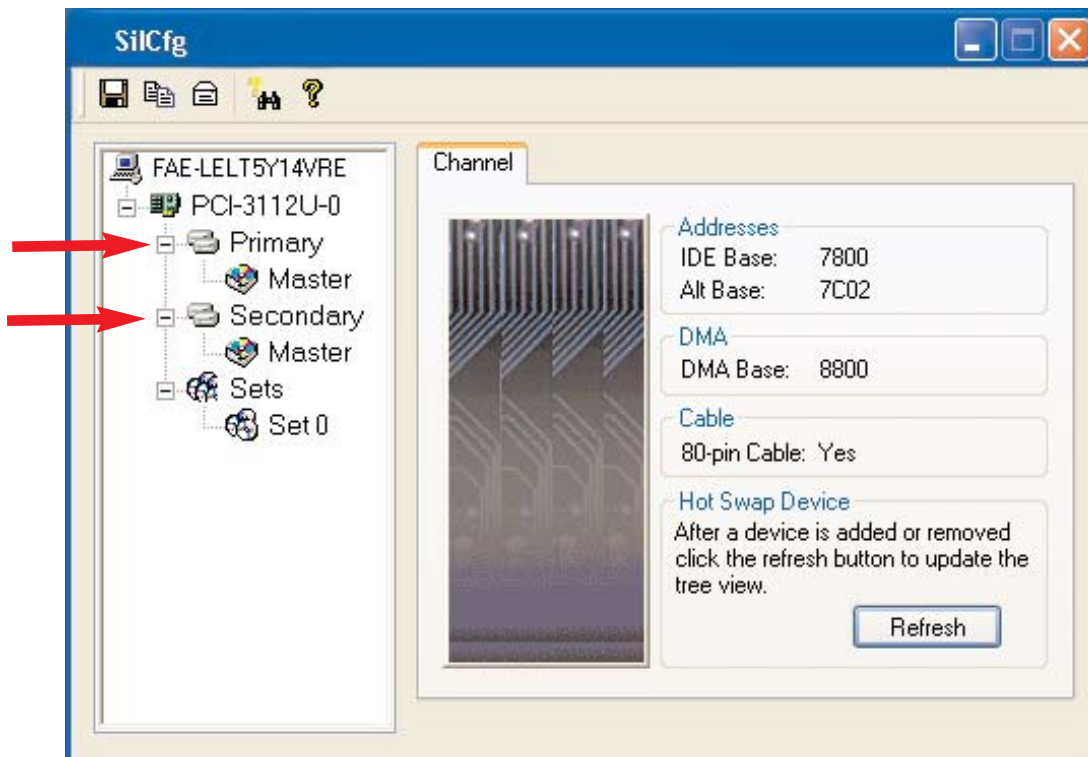 SilCfg
FAE-LELT5Y14VRE
PCI-3112U-0
Primary
Master
Secondary
Master
Sets
Set 0
Channel
Addresses
IDE Base: 7800
Alt Base: 7C02
DMA
DMA Base: 8800
Cable
80-pin Cable: Yes
Hot Swap Device
After a device is added or removed
click the refresh button to update the
tree view.
Refresh